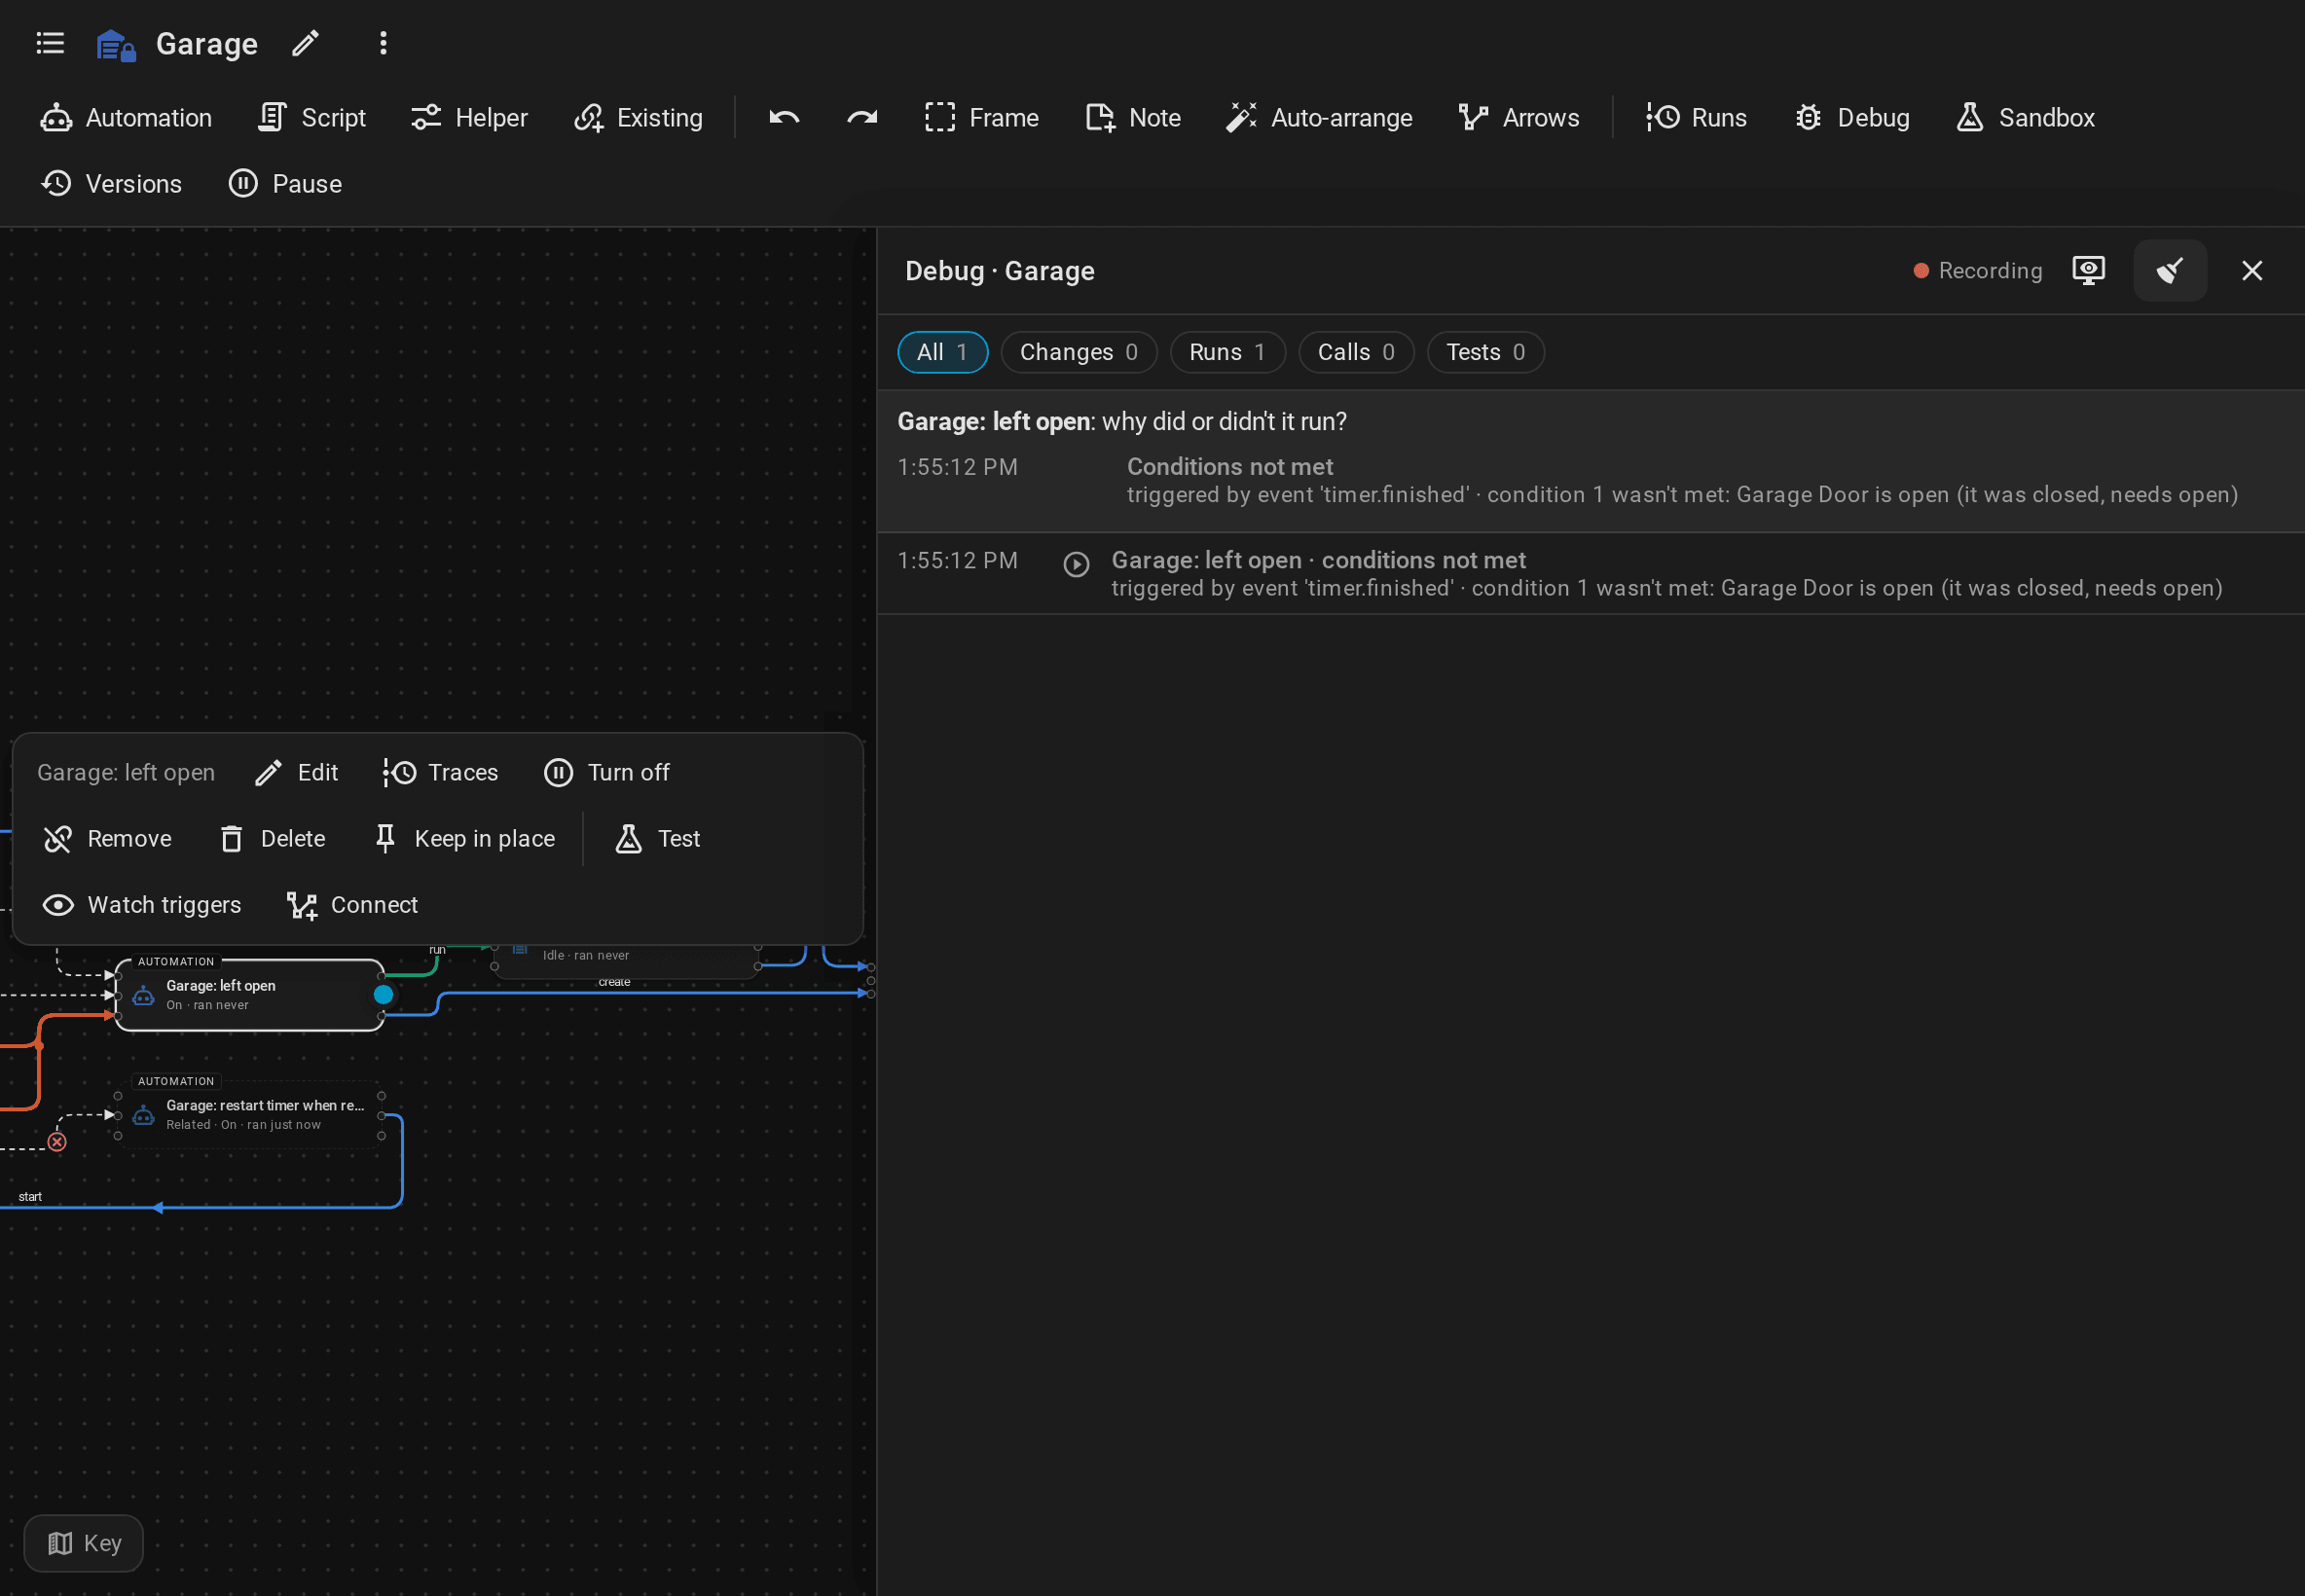 Garage
Automation Script Helper Existing Frame Note Auto-arrange Arrows Runs Debug Sandbox
Versions Pause
Debug · Garage Recording
All 1 Changes 0 Runs 1 Calls 0 Tests 0
Garage: left open: why did or didn't it run?
1:55:12 PM Conditions not met
triggered by event 'timer.finished' · condition 1 wasn't met: Garage Door is open (it was closed, needs open)
1:55:12 PM Garage: left open · conditions not met
triggered by event 'timer.finished' · condition 1 wasn't met: Garage Door is open (it was closed, needs open)
Garage: left open Edit Traces Turn off
Remove Delete Keep in place Test
Watch triggers Connect
run
Idle · ran never
AUTOMATION
Garage: left open
On · ran never
create
AUTOMATION
Garage: restart timer when re...
Related · On · ran just now
start
Key